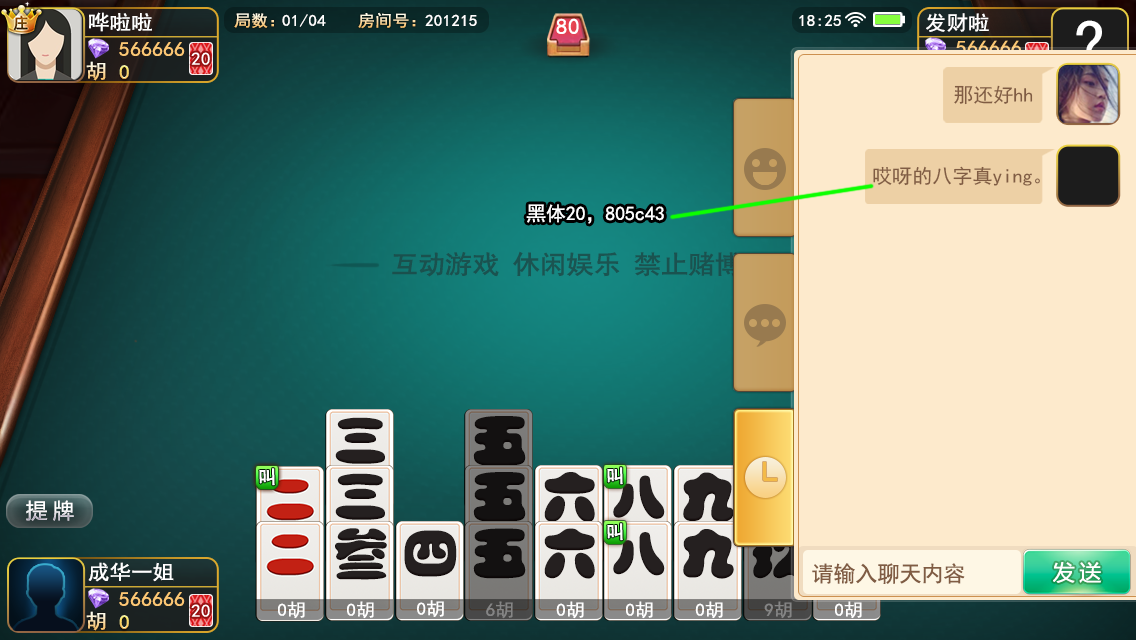 庄
哗啦啦
566666
胡 0
20
局数：01/04 房间号：201215
80
18:25
发财啦
566666
?
那还好hh
哎呀的八字真ying。
黑体20，805c43
互动游戏 休闲娱乐 禁止赌博
提牌
成华一姐
566666
胡 0
20
三
五
叫
二
三
五
六
叫
八
九
二
叁
四
五
六
叫
八
九
0胡
0胡
0胡
6胡
0胡
0胡
0胡
9胡
0胡
请输入聊天内容
发送